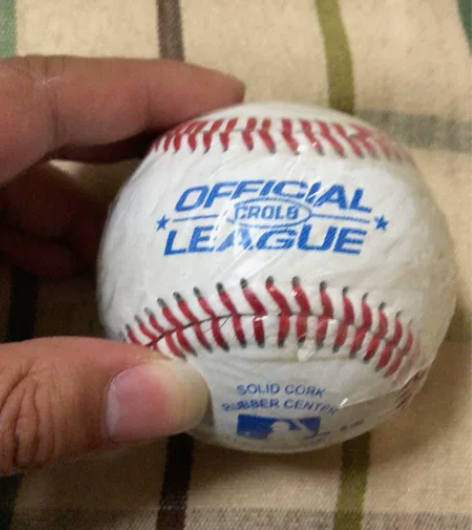 OFFICIAL
CROLB
LEAGUE
SOLID CORK
RUBBER CENTER